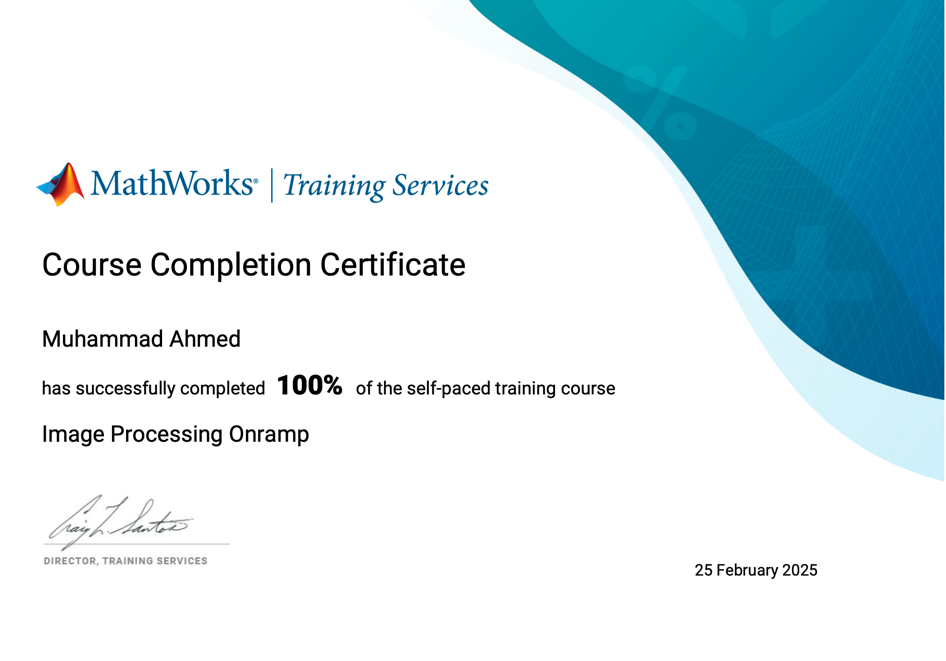 MathWorks® | Training Services
Course Completion Certificate
Muhammad Ahmed
has successfully completed 100% of the self-paced training course
Image Processing Onramp
Craig L. Santos
DIRECTOR, TRAINING SERVICES
25 February 2025